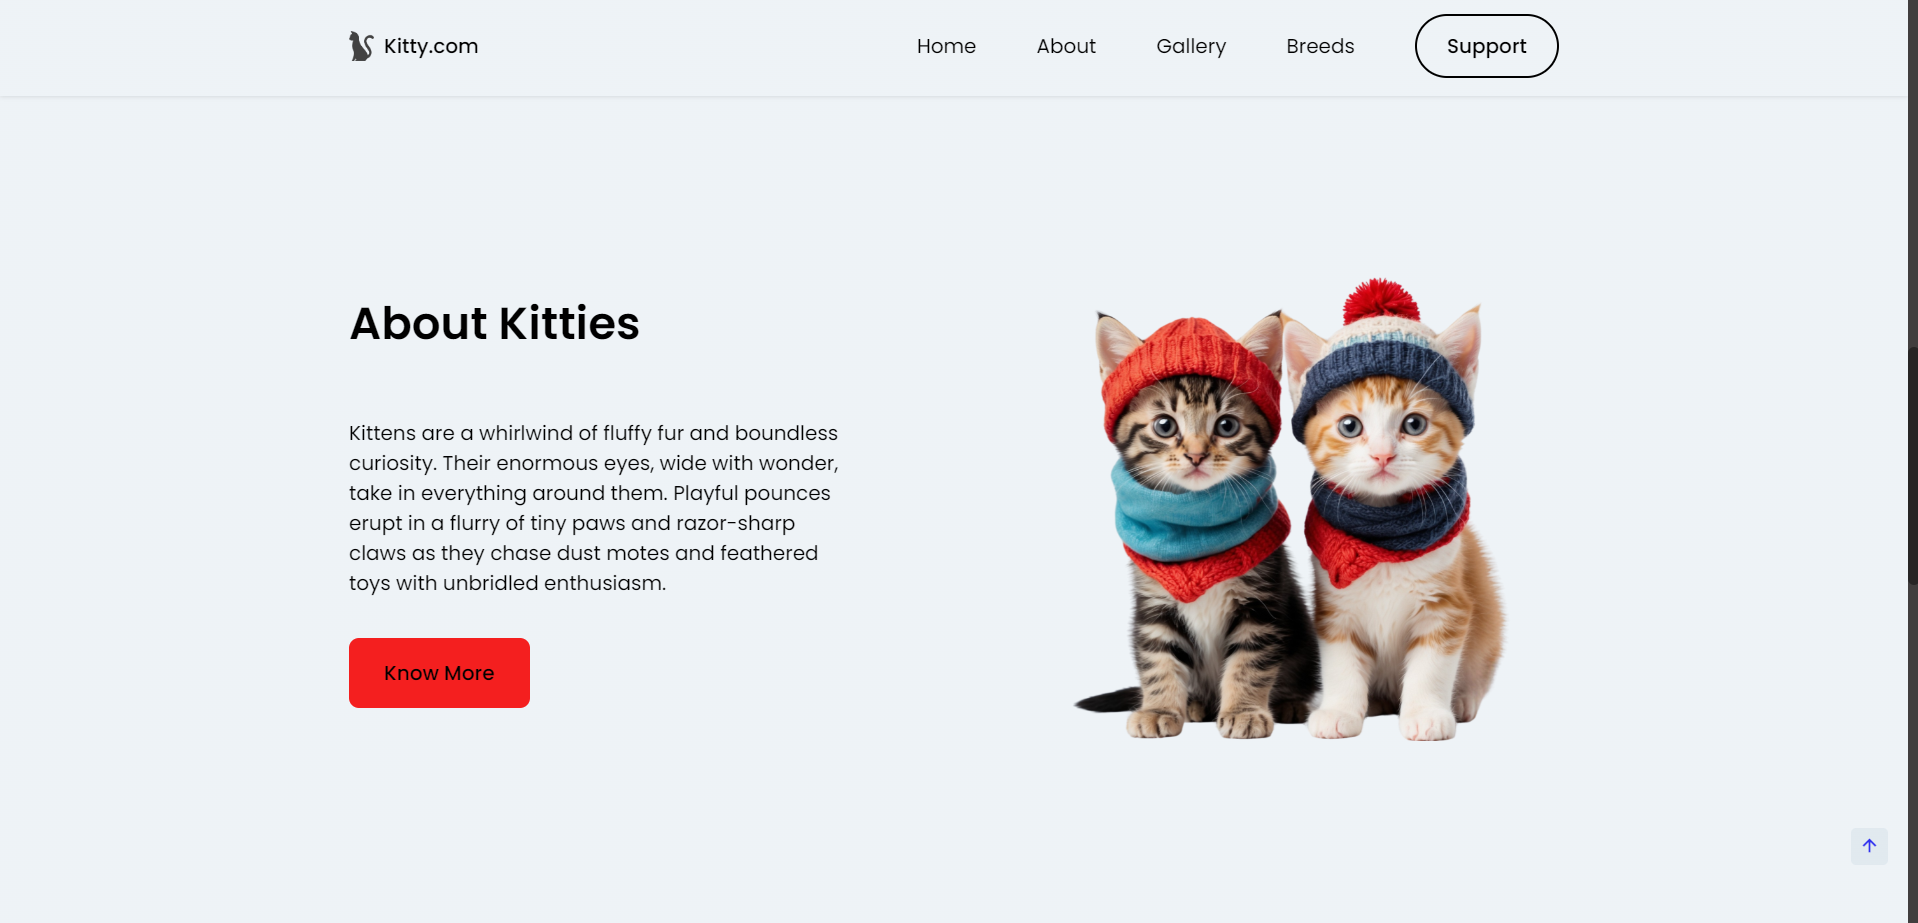 Kitty.com
Home
About
Gallery
Breeds
Support
About Kitties
Kittens are a whirlwind of fluffy fur and boundless
curiosity. Their enormous eyes, wide with wonder,
take in everything around them. Playful pounces
erupt in a flurry of tiny paws and razor-sharp
claws as they chase dust motes and feathered
toys with unbridled enthusiasm.
Know More